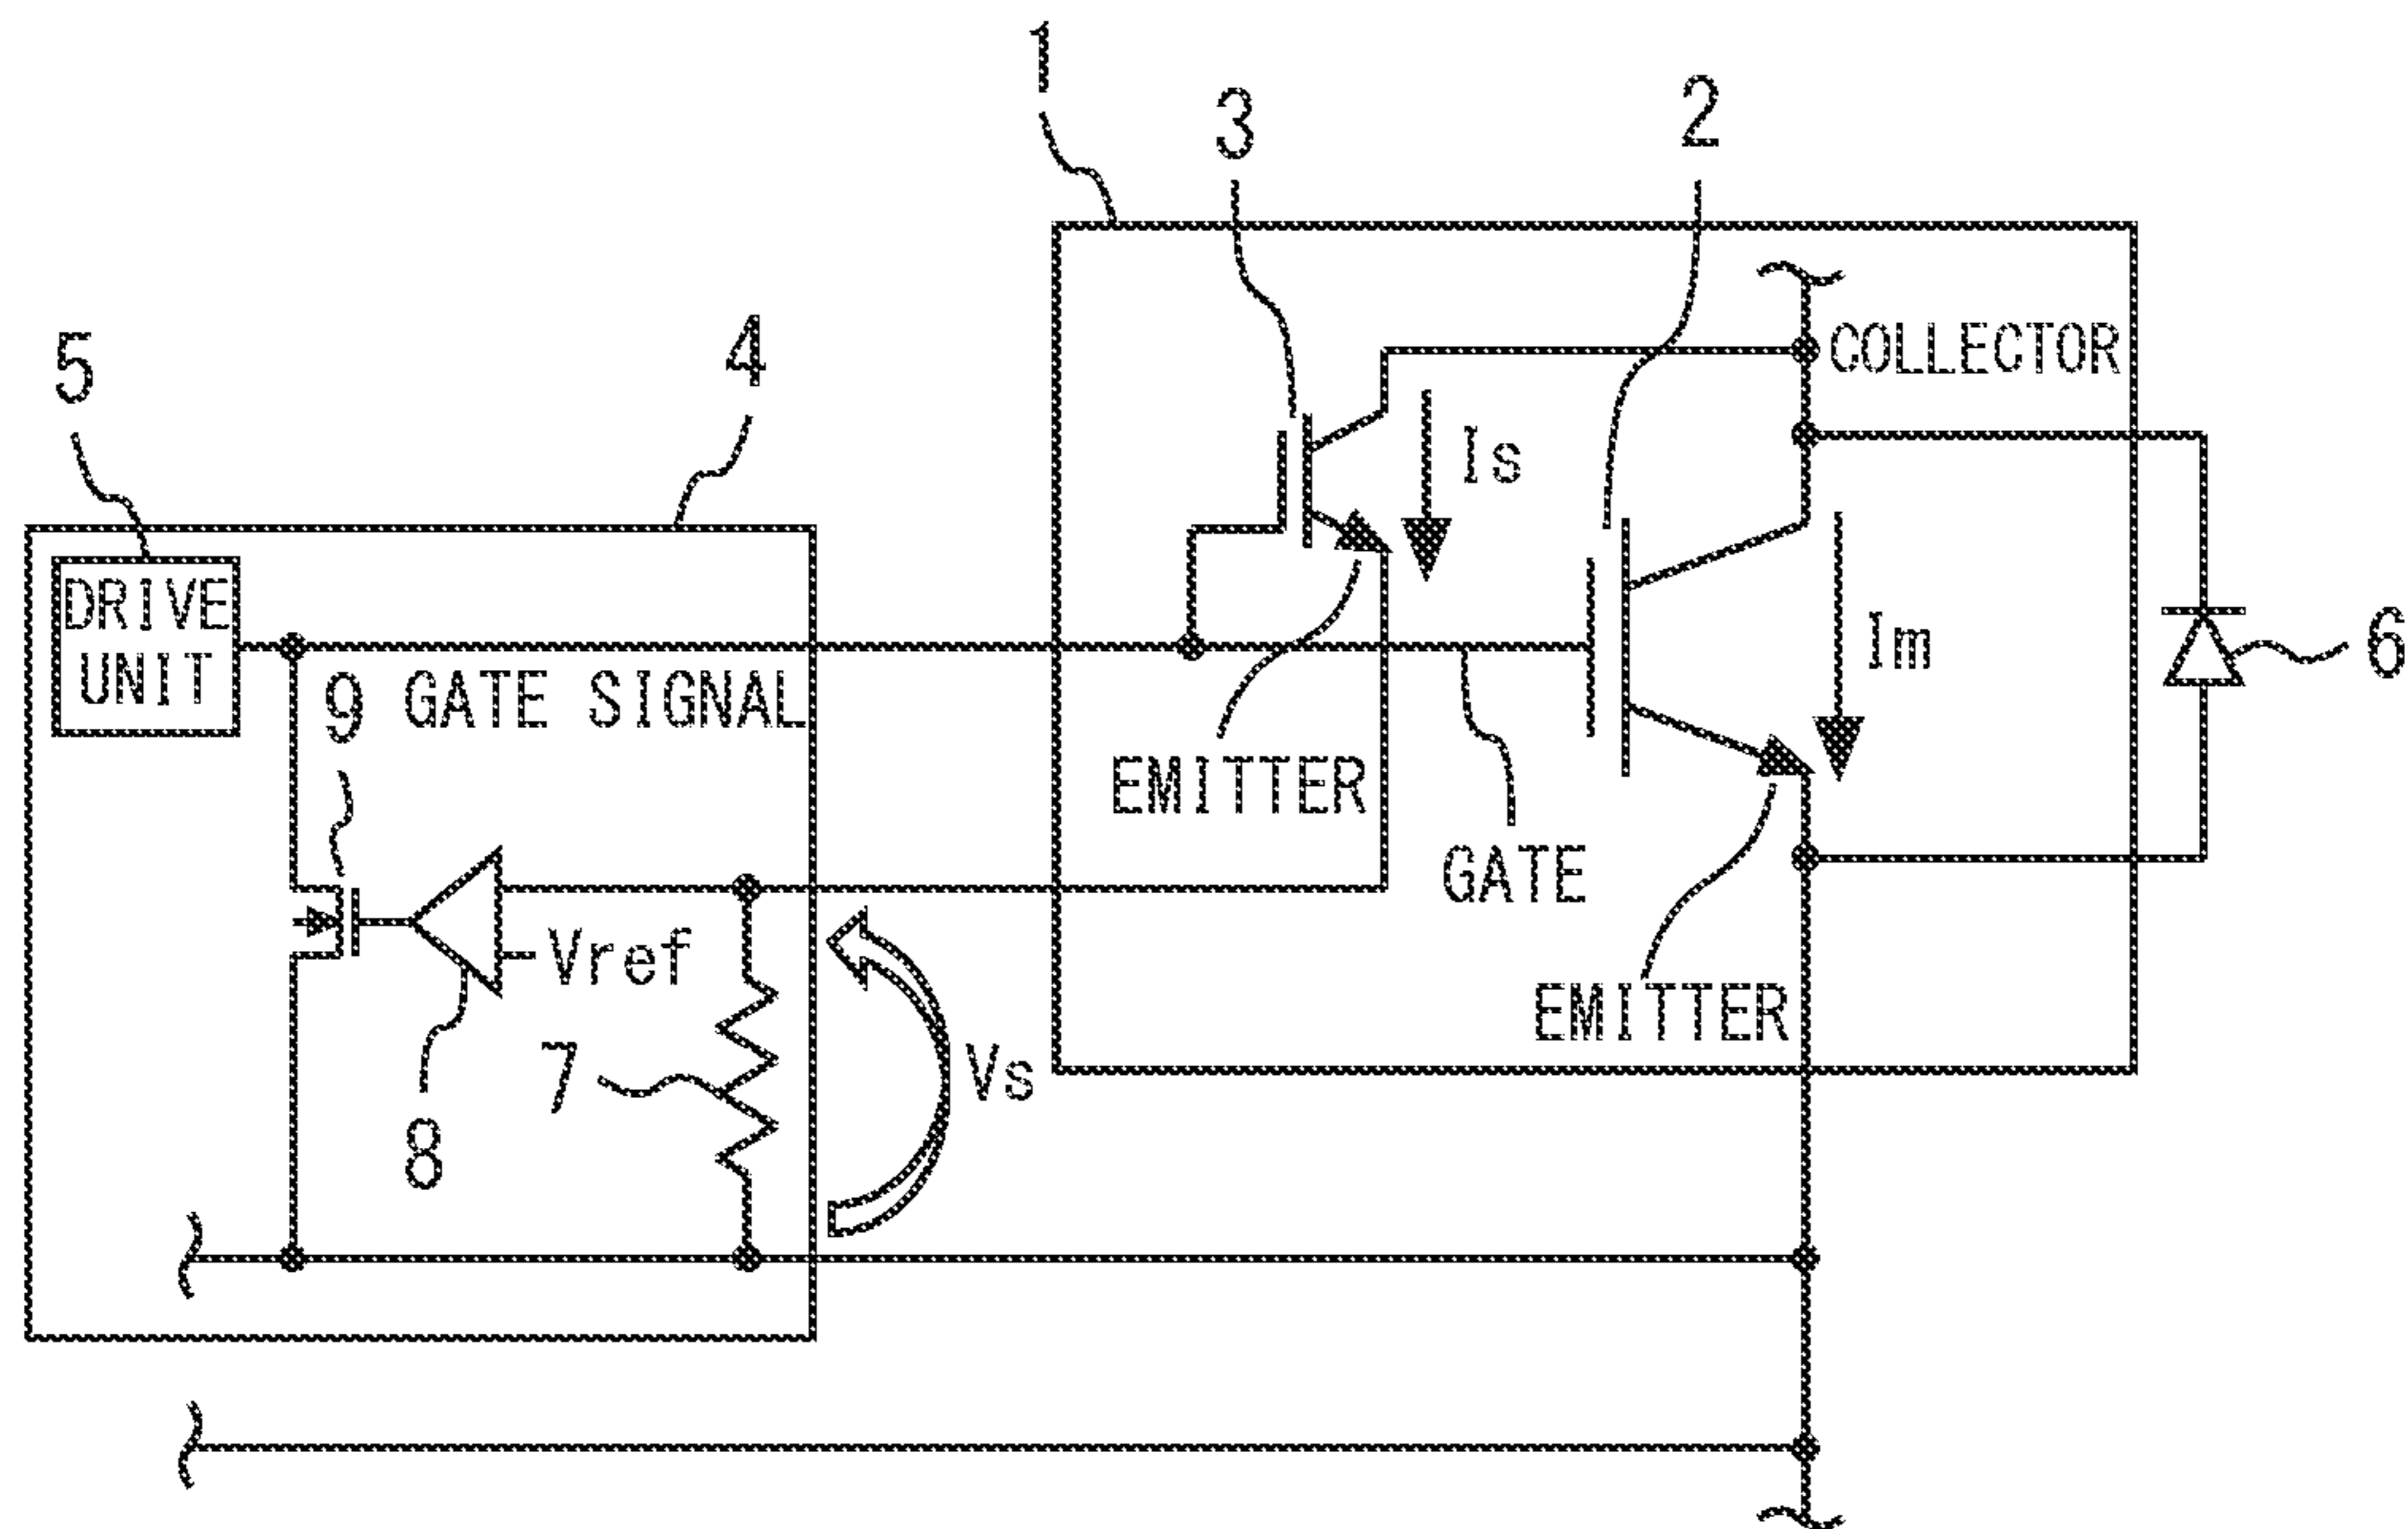 1
3
2
5
4
COLLECTOR
Is
DRIVE
UNIT
Im
6
9
GATE SIGNAL
EMITTER
GATE
Vref
EMITTER
7
Vs
8